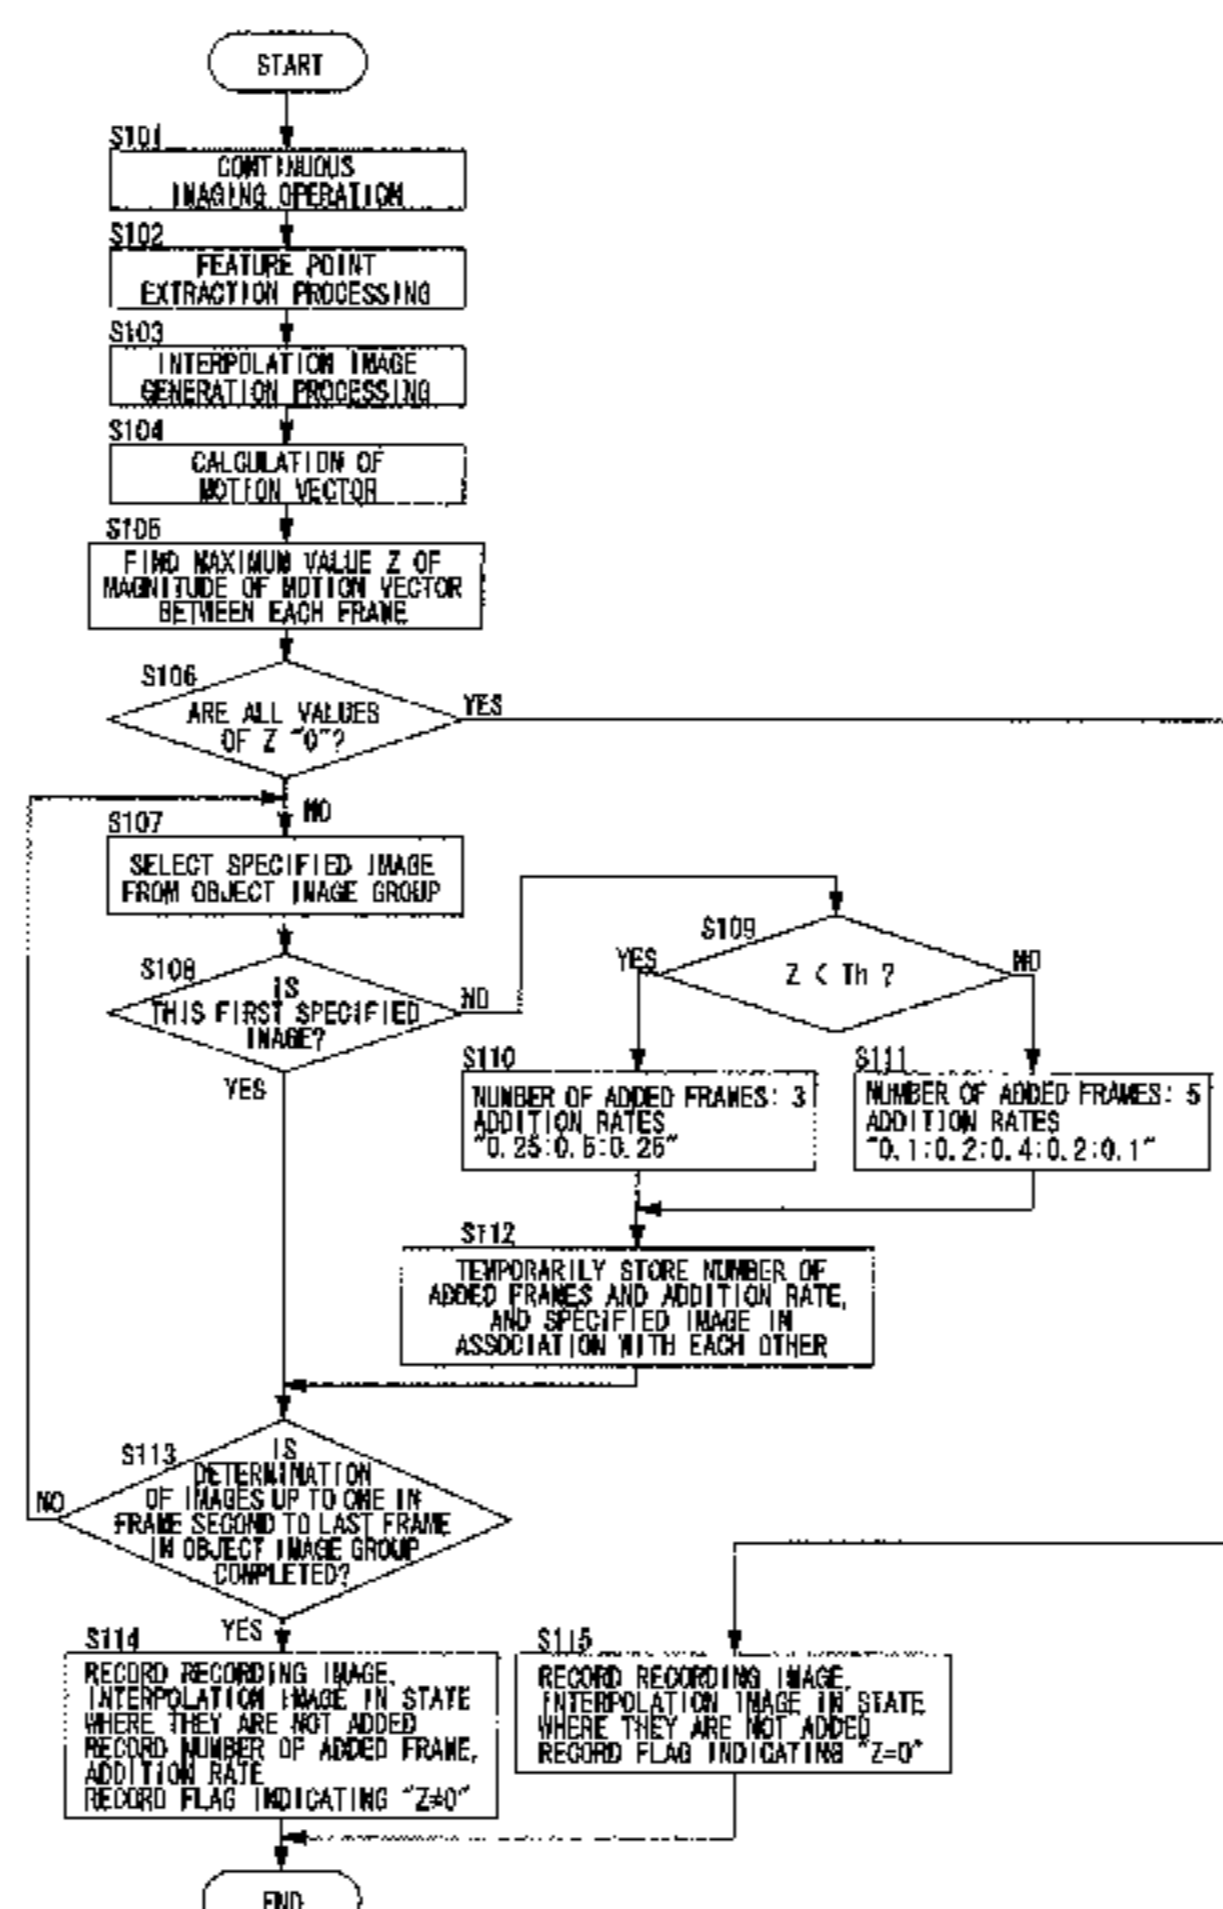 START
S101
CONTINUOUS
IMAGING OPERATION
S102
FEATURE POINT
EXTRACTION PROCESSING
S103
INTERPOLATION IMAGE
GENERATION PROCESSING
S104
CALCULATION OF
MOTION VECTOR
S105
FIND MAXIMUM VALUE Z OF
MAGNITUDE OF MOTION VECTOR
BETWEEN EACH FRAME
S106
YES
ARE ALL VALUES
OF Z "0"?
NO
S107
SELECT SPECIFIED IMAGE
FROM OBJECT IMAGE GROUP
S108
IS
THIS FIRST SPECIFIED
IMAGE?
NO
YES
S109
YES
Z < Th ?
NO
S110
NUMBER OF ADDED FRAMES: 3
ADDITION RATES
"0.25:0.5:0.25"
S111
NUMBER OF ADDED FRAMES: 5
ADDITION RATES
"0.1:0.2:0.4:0.2:0.1"
S112
TEMPORARILY STORE NUMBER OF
ADDED FRAMES AND ADDITION RATE,
AND SPECIFIED IMAGE IN
ASSOCIATION WITH EACH OTHER
S113
IS
DETERMINATION
OF IMAGES UP TO ONE IN
FRAME SECOND TO LAST FRAME
IN OBJECT IMAGE GROUP
COMPLETED?
NO
YES
S114
RECORD RECORDING IMAGE,
INTERPOLATION IMAGE IN STATE
WHERE THEY ARE NOT ADDED
RECORD NUMBER OF ADDED FRAME,
ADDITION RATE
RECORD FLAG INDICATING "Z≠0"
S115
RECORD RECORDING IMAGE,
INTERPOLATION IMAGE IN STATE
WHERE THEY ARE NOT ADDED
RECORD FLAG INDICATING "Z=0"
END